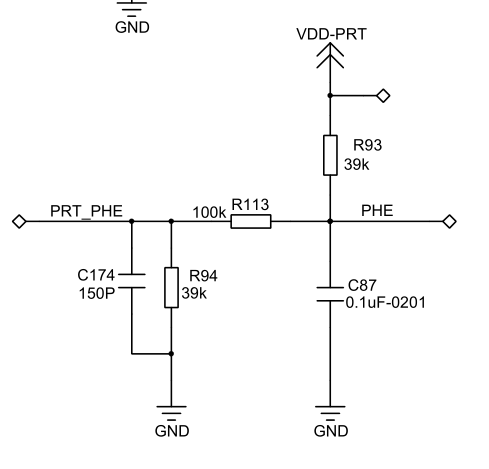 GND
VDD-PRT
R93
39k
PRT_PHE
100k
R113
PHE
C174
150P
R94
39k
C87
0.1uF-0201
GND
GND